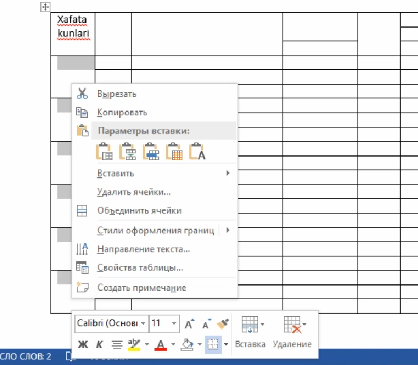 Xafata
kunlari
Вырезать
Копировать
Параметры вставки:
Вставить
Удалить ячейки...
Объединить ячейки
Стили оформления границ
Направление текста...
Свойства таблицы...
Создать примечание
Calibri (Основ 11
Ж К
Вставка Удаление
СЛО СЛОВ: 2